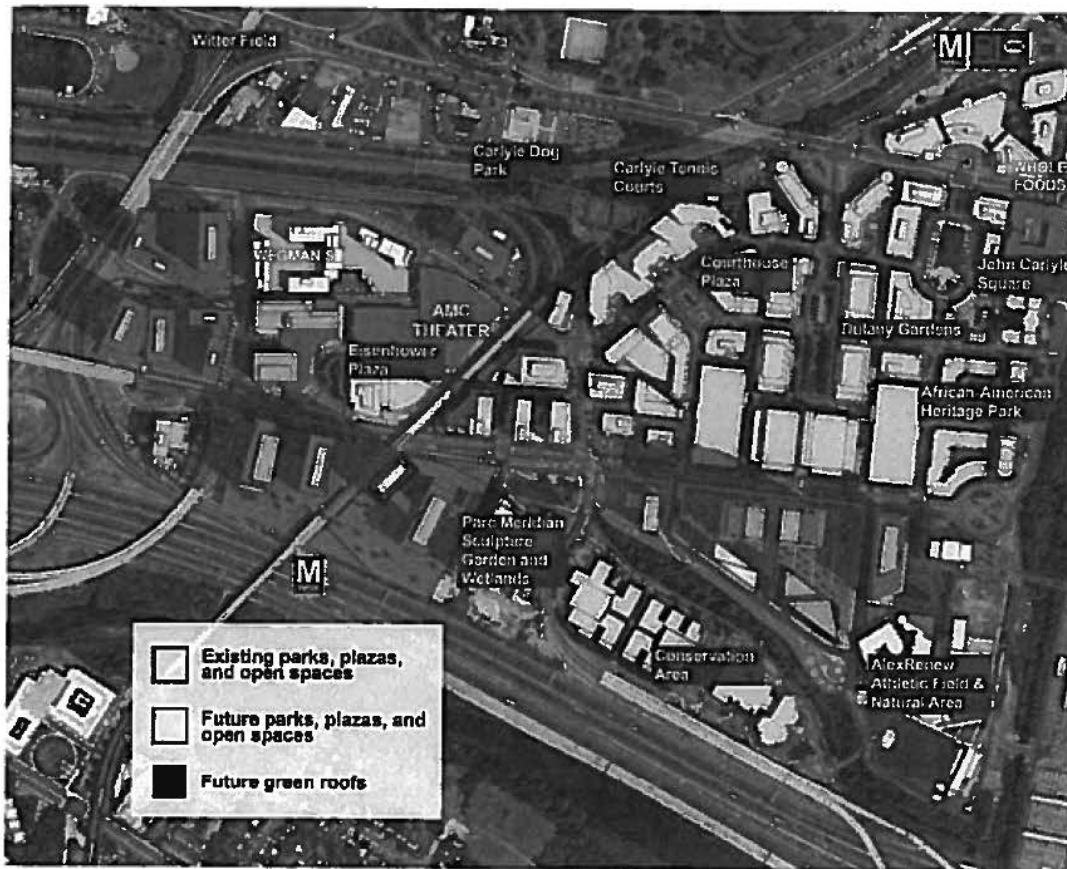 Witter Field
M
Carlyle Dog
Park
Carlyle Tennis
Courts
WHOLE
FOODS
WEGMAN'S
Courthouse
Plaza
John Carlyle
Square
AMC
THEATER
Dulany Gardens
Eisenhower
Plaza
African-American
Heritage Park
Parc Meridian
Sculpture
Garden and
Wetlands
M
Conservation
Area
AlexRenew
Athletic Field &
Natural Area
Existing parks, plazas,
and open spaces
Future parks, plazas, and
open spaces
Future green roofs